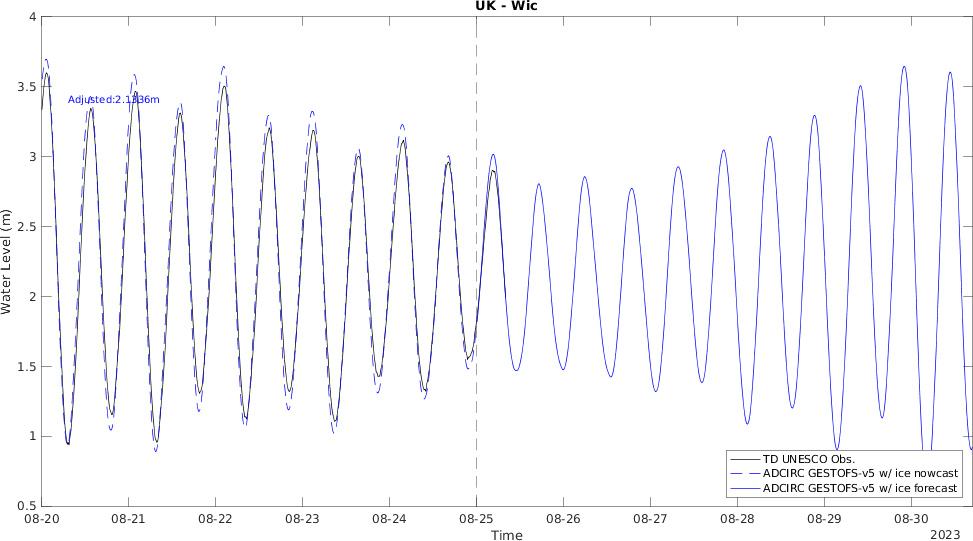 UK - Wic
4
3.5
3
2.5
2
1.5
1
0.5
Water Level (m)
Adjusted:2.1336m
08-20
08-21
08-22
08-23
08-24
08-25
08-26
08-27
08-28
08-29
08-30
Time
2023
TD UNESCO Obs.
ADCIRC GESTOFS-v5 w/ ice nowcast
ADCIRC GESTOFS-v5 w/ ice forecast